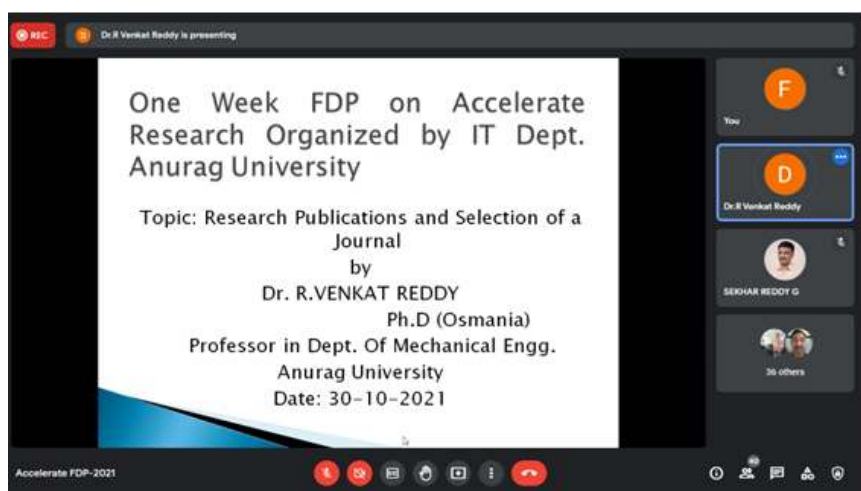 REC
D
Dr.R Venkat Reddy is presenting
One Week FDP on Accelerate
Research Organized by IT Dept.
Anurag University
Topic: Research Publications and Selection of a
Journal
by
Dr. R.VENKAT REDDY
Ph.D (Osmania)
Professor in Dept. Of Mechanical Engg.
Anurag University
Date: 30-10-2021
F
You
D
Dr.R Venkat Reddy
SEKHAR REDDY G
36 others
Accelerate FDP-2021
40